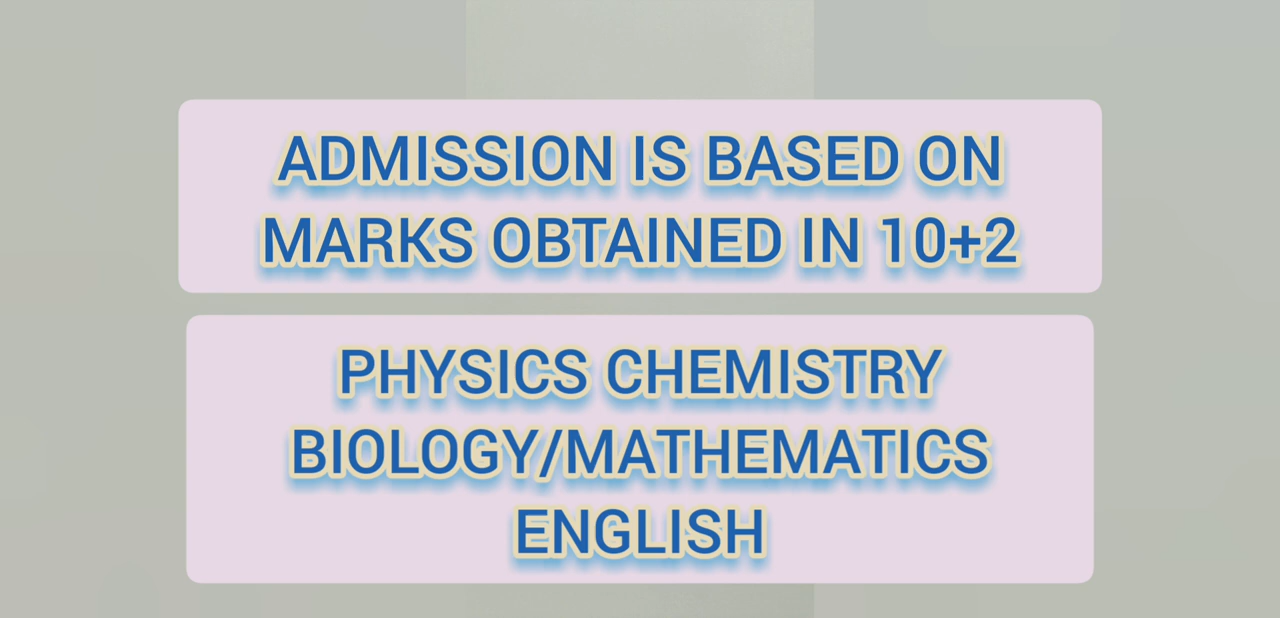 ADMISSION IS BASED ON
MARKS OBTAINED IN 10+2
PHYSICS CHEMISTRY
BIOLOGY/MATHEMATICS
ENGLISH